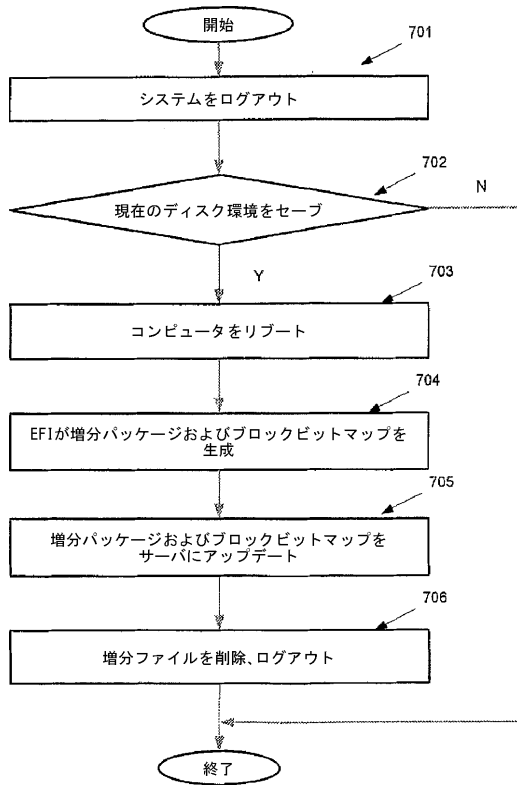 開始
701
システムをログアウト
702
現在のディスク環境をセーブ
N
Y
703
コンピュータをリブート
704
EFIが増分パッケージおよびブロックビットマップを
生成
705
増分パッケージおよびブロックビットマップを
サーバにアップデート
706
増分ファイルを削除、ログアウト
終了